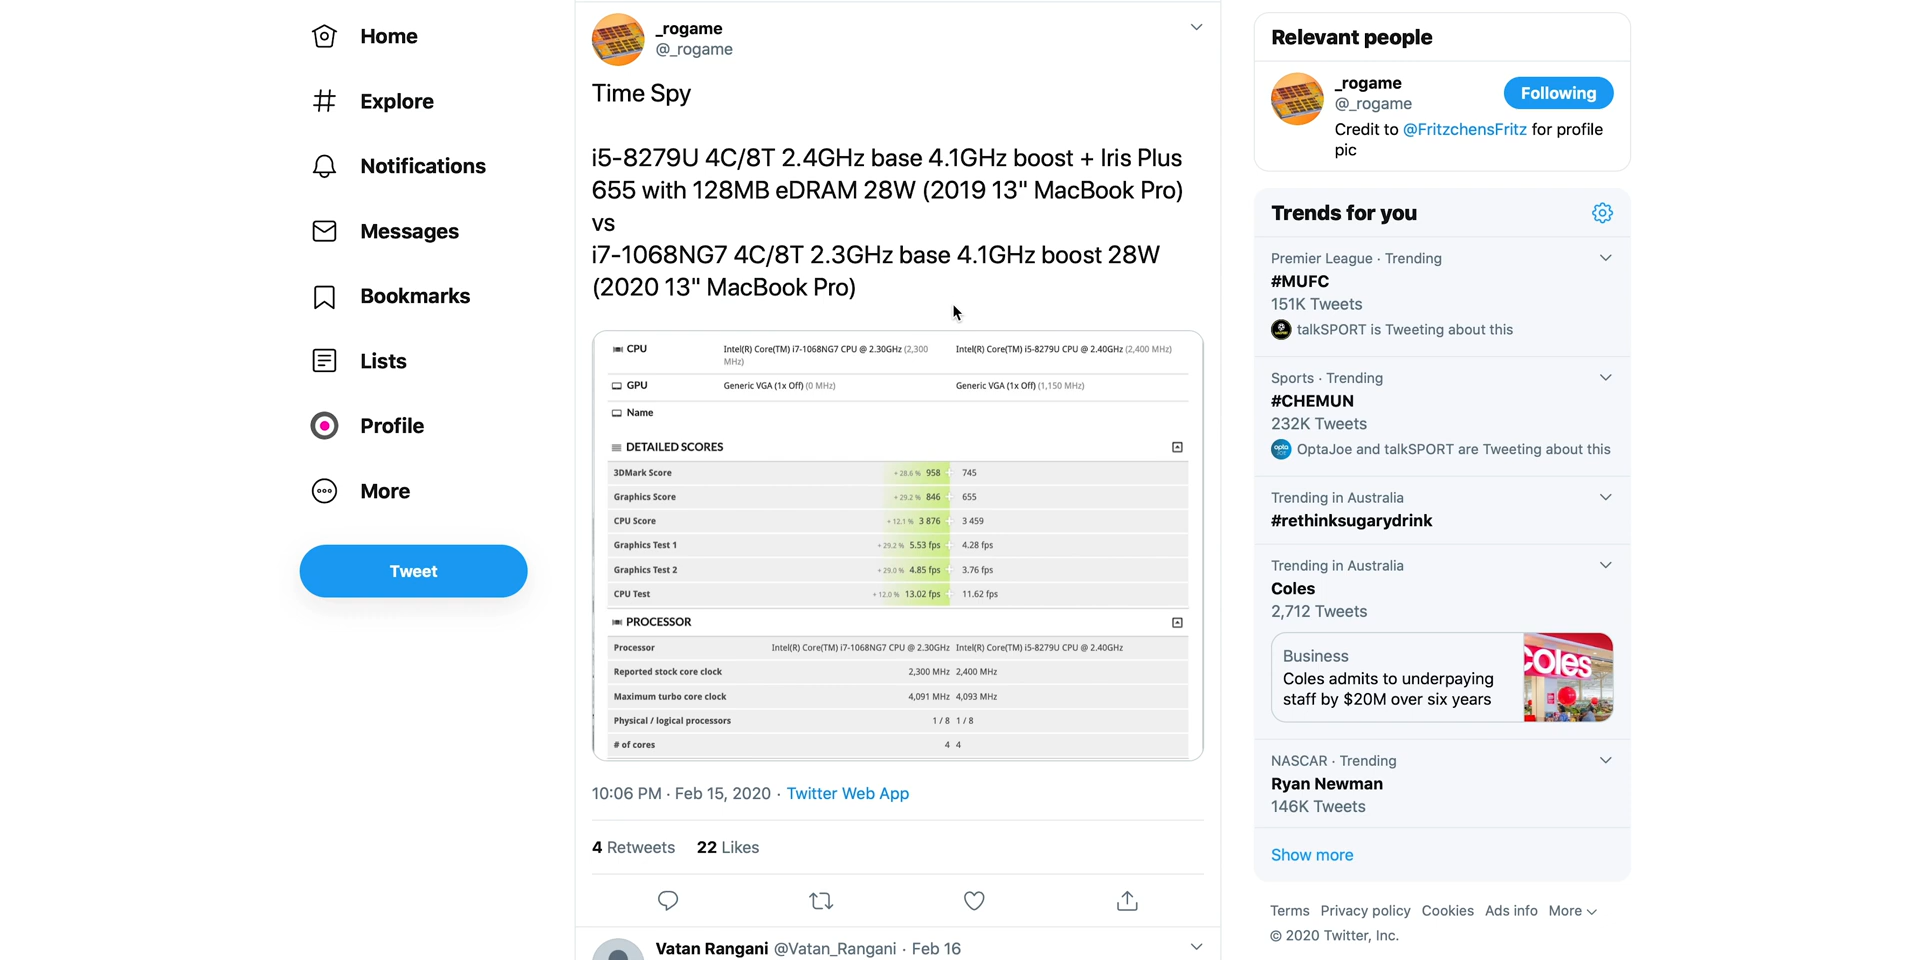 Home
Explore
Notifications
Messages
Bookmarks
Lists
Profile
More
Tweet
_rogame
@_rogame
Time Spy
i5-8279U 4C/8T 2.4GHz base 4.1GHz boost + Iris Plus
655 with 128MB eDRAM 28W (2019 13" MacBook Pro)
vs
i7-1068NG7 4C/8T 2.3GHz base 4.1GHz boost 28W
(2020 13" MacBook Pro)
CPU Intel(R) Core(TM) i7-1068NG7 CPU @ 2.30GHz (2,300 MHz) Intel(R) Core(TM) i5-8279U CPU @ 2.40GHz (2,400 MHz)
GPU Generic VGA (1x Off) (0 MHz) Generic VGA (1x Off) (1,150 MHz)
Name
DETAILED SCORES
3DMark Score + 28.6 % 958 745
Graphics Score + 29.2 % 846 655
CPU Score + 12.1 % 3 876 3 459
Graphics Test 1 + 29.2 % 5.53 fps 4.28 fps
Graphics Test 2 + 29.0 % 4.85 fps 3.76 fps
CPU Test + 12.0 % 13.02 fps 11.62 fps
PROCESSOR
Processor Intel(R) Core(TM) i7-1068NG7 CPU @ 2.30GHz Intel(R) Core(TM) i5-8279U CPU @ 2.40GHz
Reported stock core clock 2,300 MHz 2,400 MHz
Maximum turbo core clock 4,091 MHz 4,093 MHz
Physical / logical processors 1 / 8 1 / 8
# of cores 4 4
10:06 PM · Feb 15, 2020 · Twitter Web App
4 Retweets 22 Likes
Vatan Rangani @Vatan_Rangani · Feb 16
Relevant people
_rogame
@_rogame
Following
Credit to @FritzchensFritz for profile
pic
Trends for you
Premier League · Trending
#MUFC
151K Tweets
talkSPORT is Tweeting about this
Sports · Trending
#CHEMUN
232K Tweets
opta
JOE
OptaJoe and talkSPORT are Tweeting about this
Trending in Australia
#rethinksugarydrink
Trending in Australia
Coles
2,712 Tweets
Business
Coles admits to underpaying
staff by $20M over six years
coles
NASCAR · Trending
Ryan Newman
146K Tweets
Show more
Terms Privacy policy Cookies Ads info More
© 2020 Twitter, Inc.